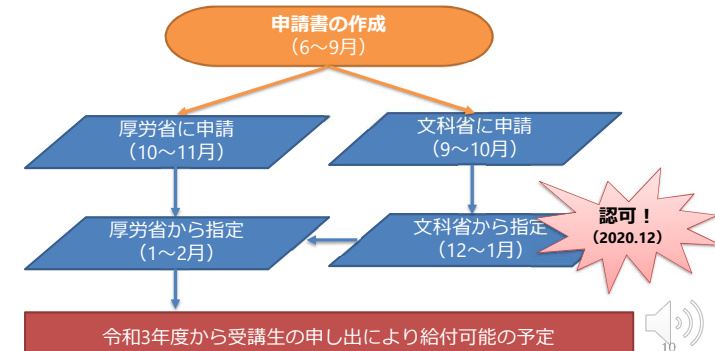 申請書の作成
（6～9月）
厚労省に申請
（10～11月）
文科省に申請
（9～10月）
厚労省から指定
（1～2月）
文科省から指定
（12～1月）
認可！
（2020.12）
令和3年度から受講生の申し出により給付可能の予定
10